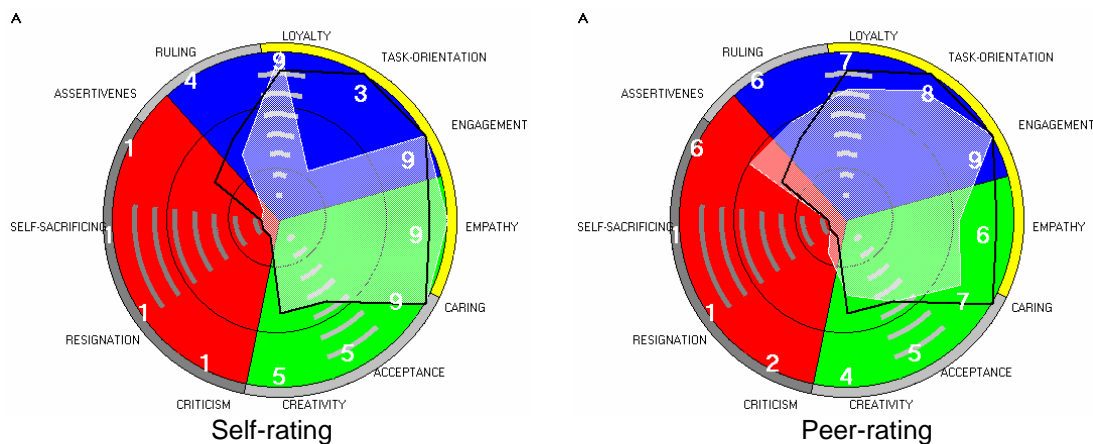 A
LOYALTY
RULING
TASK-ORIENTATION
9
4
3
ASSERTIVENES
ENGAGEMENT
1
9
SELF-SACRIFICING
1
9
EMPATHY
1
9
CARING
RESIGNATION
1
5
5
ACCEPTANCE
CRITICISM
CREATIVITY
Self-rating
A
LOYALTY
RULING
TASK-ORIENTATION
7
6
8
ASSERTIVENES
ENGAGEMENT
6
9
SELF-SACRIFICING
1
6
EMPATHY
1
7
CARING
RESIGNATION
2
4
5
ACCEPTANCE
CRITICISM
CREATIVITY
Peer-rating